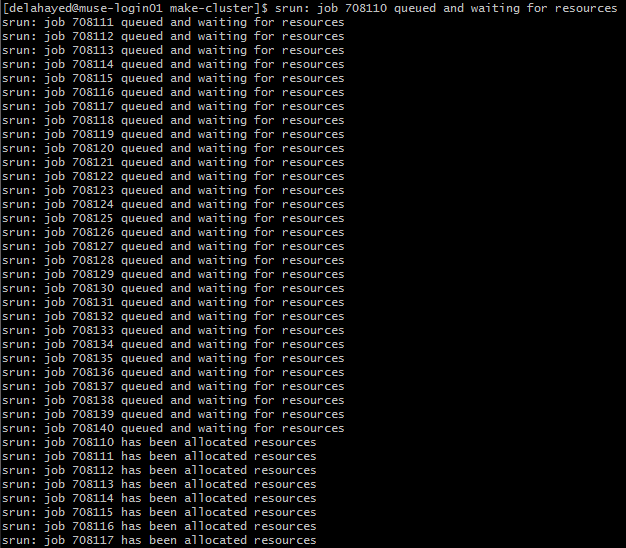 [delahayed@muse-login01 make-cluster]$ srun: job 708110 queued and waiting for resources
srun: job 708111 queued and waiting for resources
srun: job 708112 queued and waiting for resources
srun: job 708113 queued and waiting for resources
srun: job 708114 queued and waiting for resources
srun: job 708115 queued and waiting for resources
srun: job 708116 queued and waiting for resources
srun: job 708117 queued and waiting for resources
srun: job 708118 queued and waiting for resources
srun: job 708119 queued and waiting for resources
srun: job 708120 queued and waiting for resources
srun: job 708121 queued and waiting for resources
srun: job 708122 queued and waiting for resources
srun: job 708123 queued and waiting for resources
srun: job 708124 queued and waiting for resources
srun: job 708125 queued and waiting for resources
srun: job 708126 queued and waiting for resources
srun: job 708127 queued and waiting for resources
srun: job 708128 queued and waiting for resources
srun: job 708129 queued and waiting for resources
srun: job 708130 queued and waiting for resources
srun: job 708131 queued and waiting for resources
srun: job 708132 queued and waiting for resources
srun: job 708133 queued and waiting for resources
srun: job 708134 queued and waiting for resources
srun: job 708135 queued and waiting for resources
srun: job 708136 queued and waiting for resources
srun: job 708137 queued and waiting for resources
srun: job 708138 queued and waiting for resources
srun: job 708139 queued and waiting for resources
srun: job 708140 queued and waiting for resources
srun: job 708110 has been allocated resources
srun: job 708111 has been allocated resources
srun: job 708112 has been allocated resources
srun: job 708113 has been allocated resources
srun: job 708114 has been allocated resources
srun: job 708115 has been allocated resources
srun: job 708116 has been allocated resources
srun: job 708117 has been allocated resources